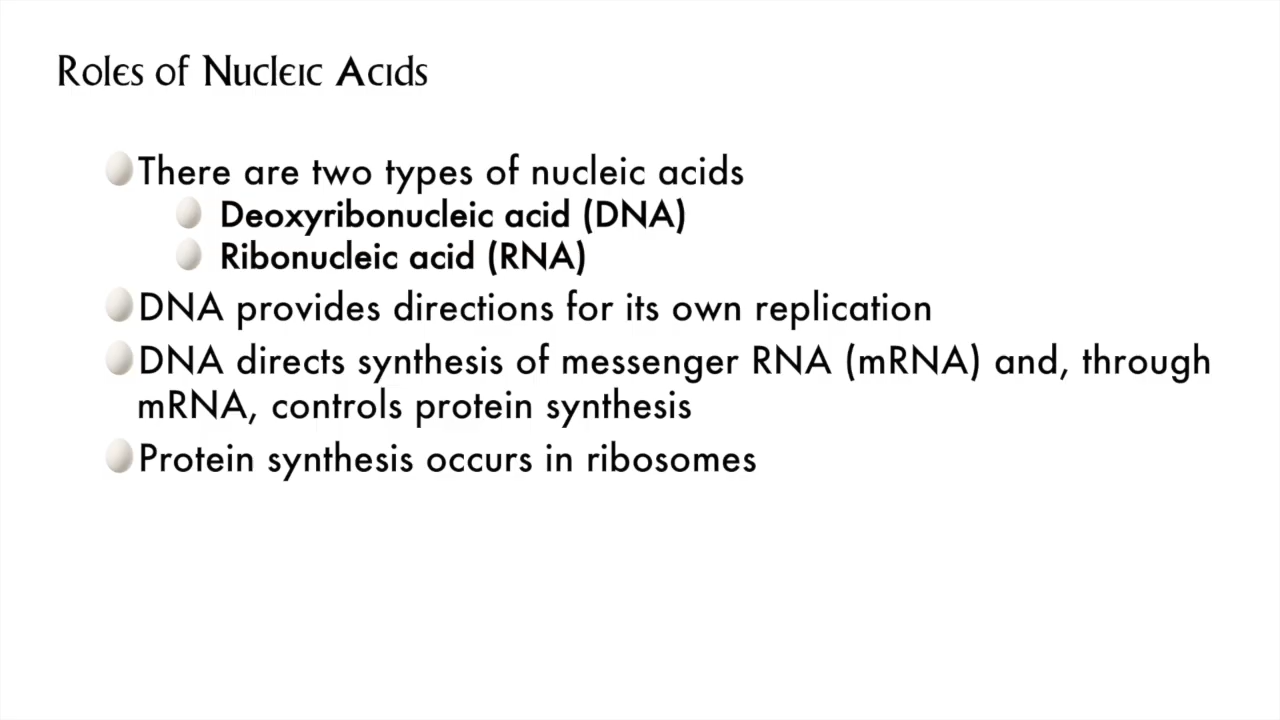 Roles of Nucleic Acids
There are two types of nucleic acids
Deoxyribonucleic acid (DNA)
Ribonucleic acid (RNA)
DNA provides directions for its own replication
DNA directs synthesis of messenger RNA (mRNA) and, through
mRNA, controls protein synthesis
Protein synthesis occurs in ribosomes